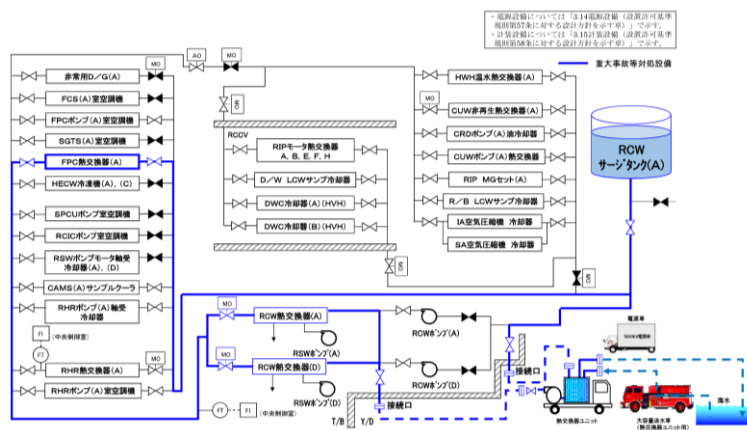 ・電源設備については「3.14電源設備（設置許可基準
規則第57条に対する設計方針を示す章）」で示す。
・計装設備については「3.15計装設備（設置許可基
準規則第58条に対する設計方針を示す章）」で示す。
重大事故等対処設備
AO
MO
MO
MO
非常用D／G(A)
FCS(A)室空調機
FPCポンプ(A)室空調機
SGTS(A)室空調機
FPC熱交換器(A)
HECW冷凍機(A), (C)
SPCUポンプ室空調機
RCICポンプ室空調機
RSWポンプモータ軸受
冷却器(A), (D)
CAMS(A)サンプルクーラ
RHRポンプ(A)軸受
冷却器
FI
(中央制御室)
FT
RHR熱交換器(A)
MO
RHRポンプ(A)室空調機
RCCV
RIPモータ熱交換器
A, B, E, F, H
D／W LCWサンプ冷却器
DWC冷却器(A)(HVH)
DWC冷却器(B)(HVH)
MO
HWH温水熱交換器(A)
MO
CUW非再生熱交換器(A)
CRDポンプ(A)油冷却器
CUWポンプ(A)熱交換器
RIP MGセット(A)
R／B LCWサンプ冷却器
IA空気圧縮機 冷却器
SA空気圧縮機 冷却器
MO
RCW
サージタンク(A)
MO
RCW熱交換器(A)
RSWポンプ(A)
RCWポンプ(A)
MO
RCW熱交換器(D)
RSWポンプ(D)
RCWポンプ(D)
接続口
接続口
FT
FI
(中央制御室)
T/B
Y/D
電源車
熱交換器ユニット
大容量送水車
(熱交換器ユニット用)
海水